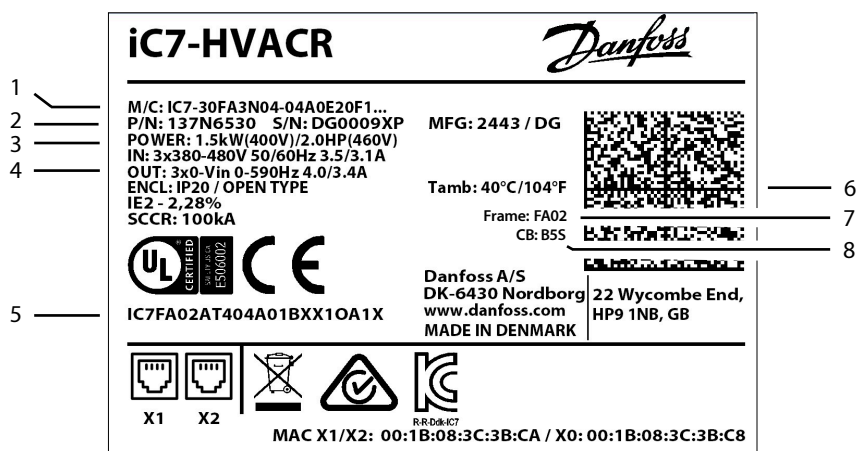 iC7-HVACR
Danfoss
1
M/C: IC7-30FA3N04-04A0E20F1...
2
P/N: 137N6530 S/N: DG0009XP
MFG: 2443 / DG
3
POWER: 1.5kW(400V)/2.0HP(460V)
IN: 3x380-480V 50/60Hz 3.5/3.1A
4
OUT: 3x0-Vin 0-590Hz 4.0/3.4A
ENCL: IP20 / OPEN TYPE
Tamb: 40°C/104°F
6
IE2 - 2,28%
SCCR: 100kA
Frame: FA02
7
CB: B5S
8
UL
®
CERTIFIED
SAFETY US CA
E506002
CE
Danfoss A/S
DK-6430 Nordborg
www.danfoss.com
MADE IN DENMARK
22 Wycombe End,
HP9 1NB, GB
5
IC7FA02AT404A01BXX1OA1X
X1 X2
R-R-Ddk-IC7
MAC X1/X2: 00:1B:08:3C:3B:CA / X0: 00:1B:08:3C:3B:C8